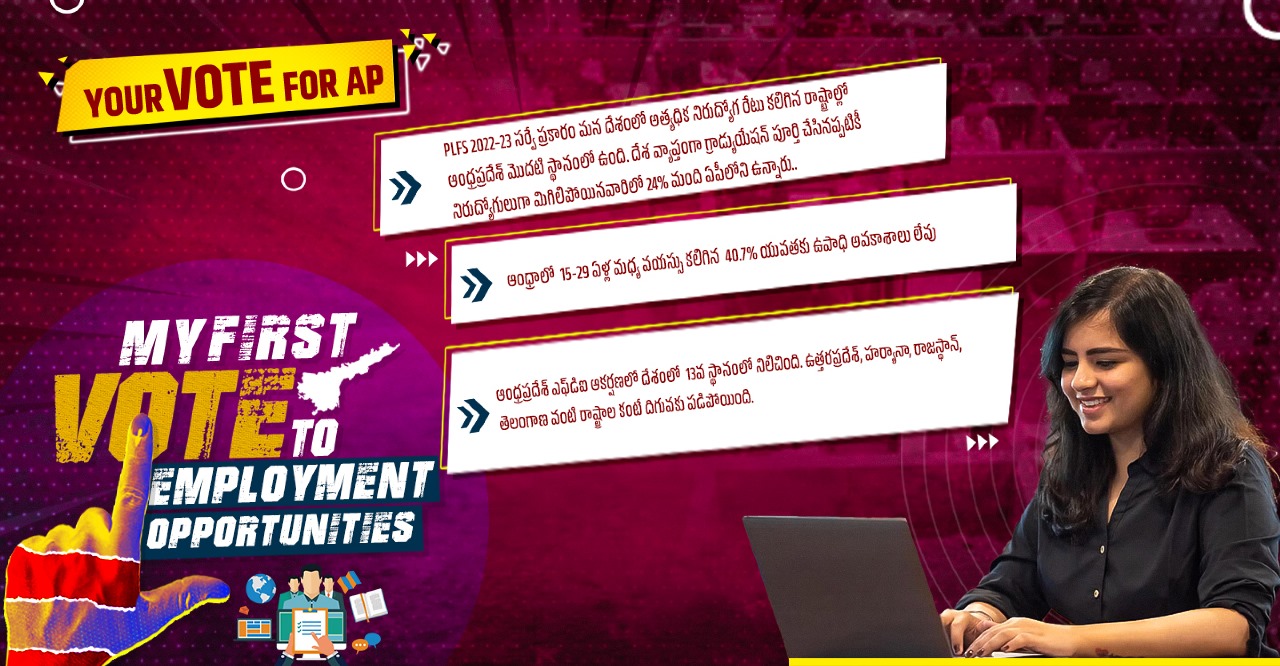 YOUR VOTE FOR AP
PLFS 2022-23 సర్వే ప్రకారం మన దేశంలో అత్యధిక నిరుద్యోగ రేటు కలిగిన రాష్ట్రాల్లో
ఆంధ్రప్రదేశ్ మొదటి స్థానంలో ఉంది. దేశ వ్యాప్తంగా గ్రాడ్యుయేషన్ పూర్తి చేసినప్పటికీ
నిరుద్యోగులుగా మిగిలిపోయినవారిలో 24% మంది ఏపీలోని ఉన్నారు..
ఆంధ్రాలో 15-29 ఏళ్ల మధ్య వయస్సు కలిగిన 40.7% యువతకు ఉపాధి అవకాశాలు లేవు
ఆంధ్రప్రదేశ్ ఎఫ్‌డిఐ ఆకర్షణలో దేశంలో 13వ స్థానంలో నిలిచింది. ఉత్తరప్రదేశ్, హర్యానా, రాజస్థాన్,
తెలంగాణ వంటి రాష్ట్రాల కంటే దిగువకు పడిపోయింది.
MY FIRST
VOTE
TO
EMPLOYMENT
OPPORTUNITIES